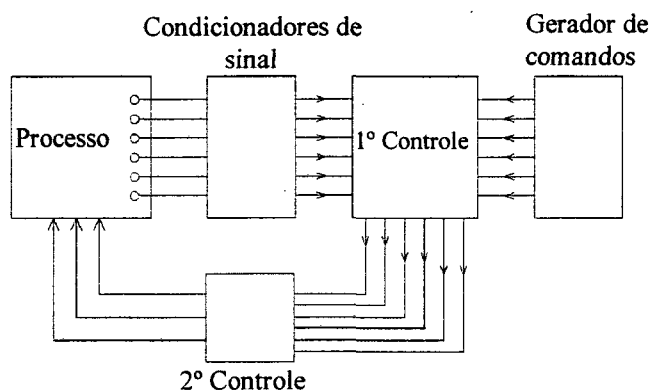 Condicionadores de
sinal
Gerador de
comandos
Processo
1º Controle
2º Controle